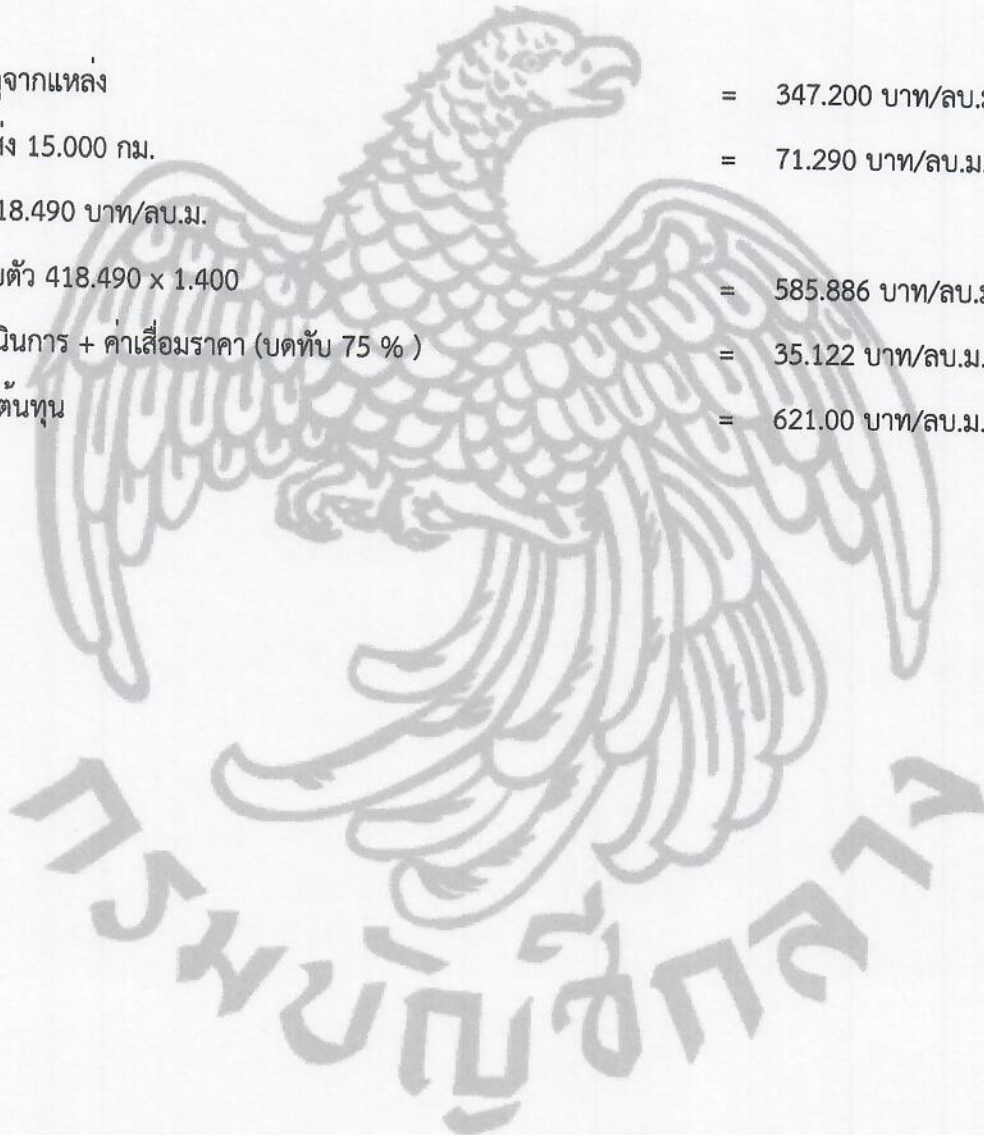 จากแหล่ง = 347.200 บาท/ลบ.ม
15.000 กม. = 71.290 บาท/ลบ.ม.
18.490 บาท/ลบ.ม.
ตัว 418.490 x 1.400 = 585.886 บาท/ลบ.ม
นินการ + ค่าเสื่อมราคา (บดทับ 75 % ) = 35.122 บาท/ลบ.ม.
ต้นทุน = 621.00 บาท/ลบ.ม.
กรมบัญชีกลาง